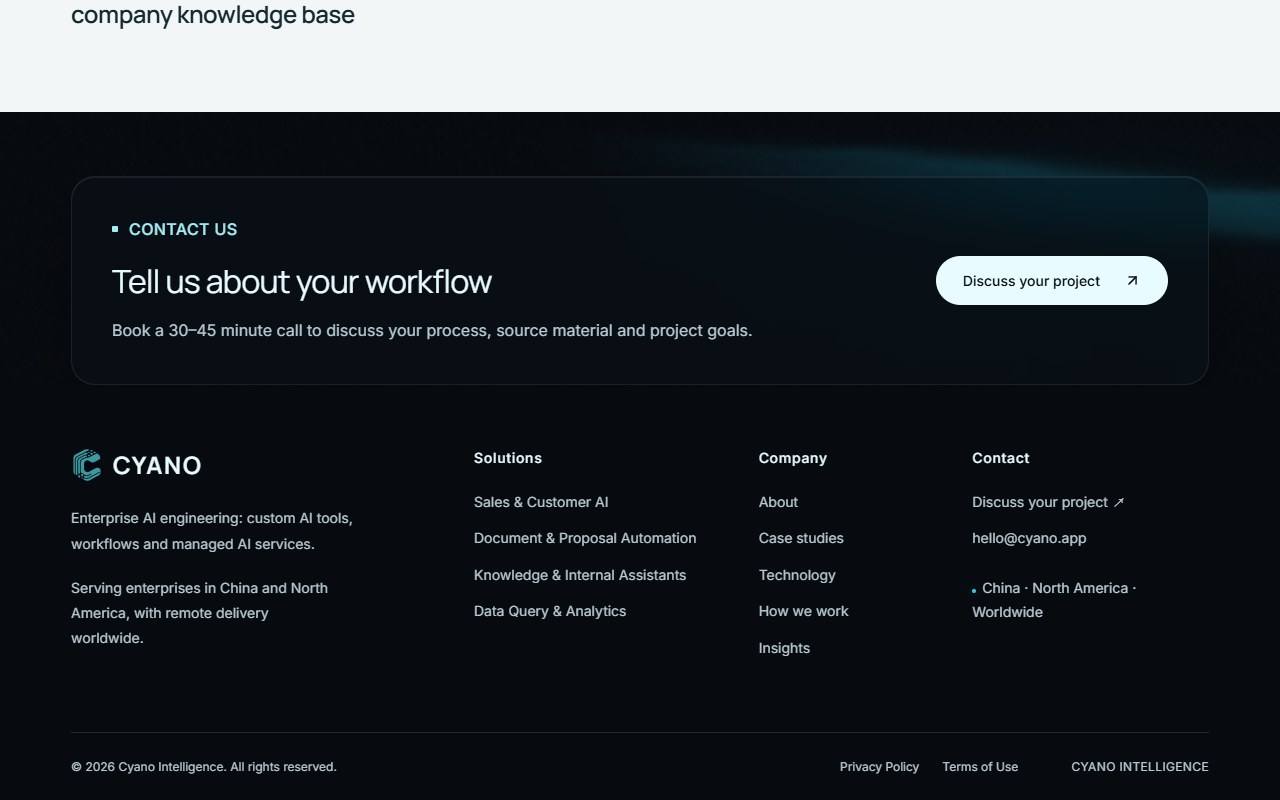 company knowledge base
CONTACT US
Tell us about your workflow
Discuss your project
Book a 30–45 minute call to discuss your process, source material and project goals.
CYANO
Enterprise AI engineering: custom AI tools,
workflows and managed AI services.
Serving enterprises in China and North
America, with remote delivery
worldwide.
Solutions
Sales & Customer AI
Document & Proposal Automation
Knowledge & Internal Assistants
Data Query & Analytics
Company
About
Case studies
Technology
How we work
Insights
Contact
Discuss your project ↗
hello@cyano.app
China · North America ·
Worldwide
© 2026 Cyano Intelligence. All rights reserved.
Privacy Policy
Terms of Use
CYANO INTELLIGENCE